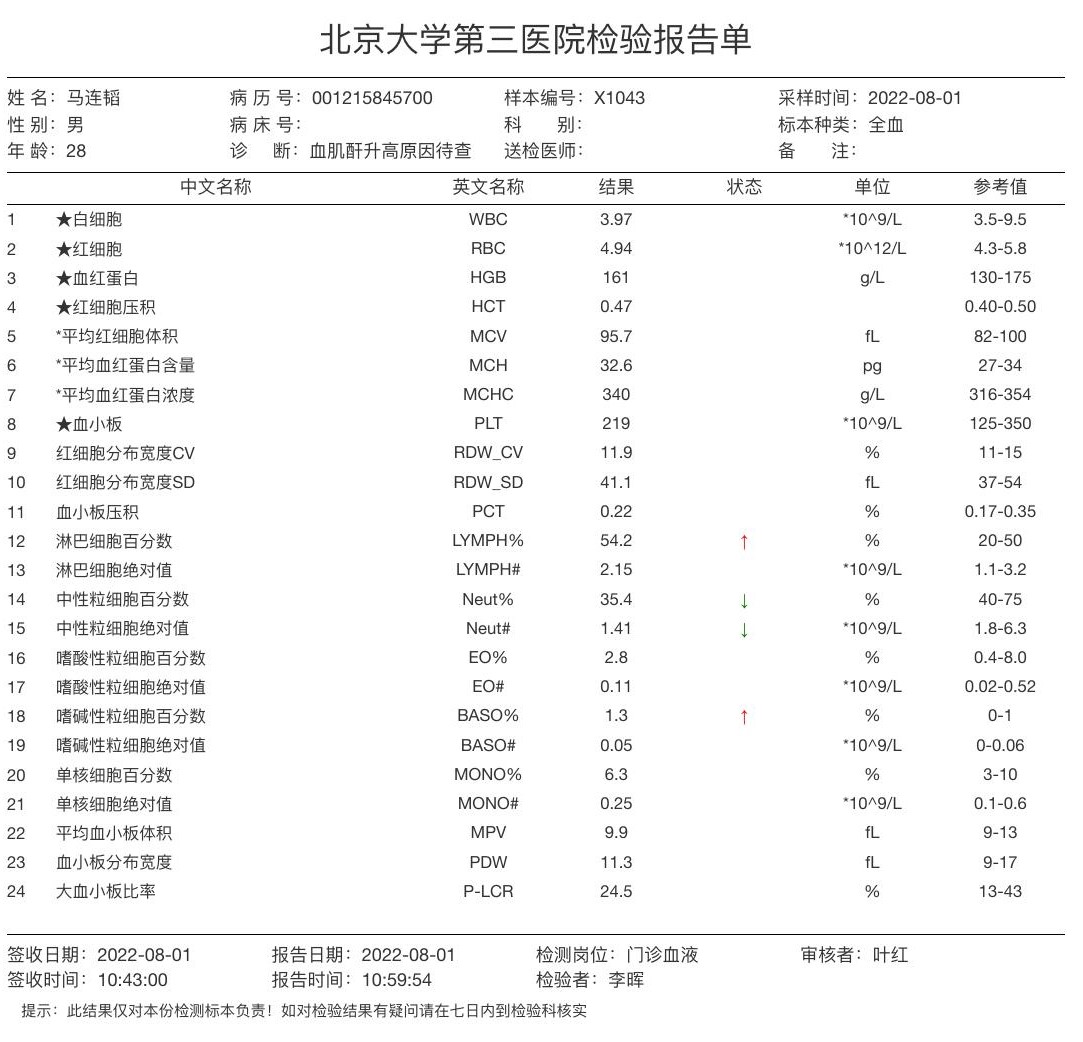 北京大学第三医院检验报告单
姓 名：马连韬 病 历 号：001215845700 样本编号：X1043 采样时间：2022-08-01
性 别：男 病 床 号： 科 别： 标本种类：全血
年 龄：28 诊 断：血肌酐升高原因待查 送检医师： 备 注：
中文名称 英文名称 结果 状态 单位 参考值
1 ★白细胞 WBC 3.97 *10^9/L 3.5-9.5
2 ★红细胞 RBC 4.94 *10^12/L 4.3-5.8
3 ★血红蛋白 HGB 161 g/L 130-175
4 ★红细胞压积 HCT 0.47 0.40-0.50
5 *平均红细胞体积 MCV 95.7 fL 82-100
6 *平均血红蛋白含量 MCH 32.6 pg 27-34
7 *平均血红蛋白浓度 MCHC 340 g/L 316-354
8 ★血小板 PLT 219 *10^9/L 125-350
9 红细胞分布宽度CV RDW_CV 11.9 % 11-15
10 红细胞分布宽度SD RDW_SD 41.1 fL 37-54
11 血小板压积 PCT 0.22 % 0.17-0.35
12 淋巴细胞百分数 LYMPH% 54.2 ↑ % 20-50
13 淋巴细胞绝对值 LYMPH# 2.15 *10^9/L 1.1-3.2
14 中性粒细胞百分数 Neut% 35.4 ↓ % 40-75
15 中性粒细胞绝对值 Neut# 1.41 ↓ *10^9/L 1.8-6.3
16 嗜酸性粒细胞百分数 EO% 2.8 % 0.4-8.0
17 嗜酸性粒细胞绝对值 EO# 0.11 *10^9/L 0.02-0.52
18 嗜碱性粒细胞百分数 BASO% 1.3 ↑ % 0-1
19 嗜碱性粒细胞绝对值 BASO# 0.05 *10^9/L 0-0.06
20 单核细胞百分数 MONO% 6.3 % 3-10
21 单核细胞绝对值 MONO# 0.25 *10^9/L 0.1-0.6
22 平均血小板体积 MPV 9.9 fL 9-13
23 血小板分布宽度 PDW 11.3 fL 9-17
24 大血小板比率 P-LCR 24.5 % 13-43
签收日期：2022-08-01 报告日期：2022-08-01 检测岗位：门诊血液 审核者：叶红
签收时间：10:43:00 报告时间：10:59:54 检验者：李晖
提示：此结果仅对本份检测标本负责！如对检验结果有疑问请在七日内到检验科核实